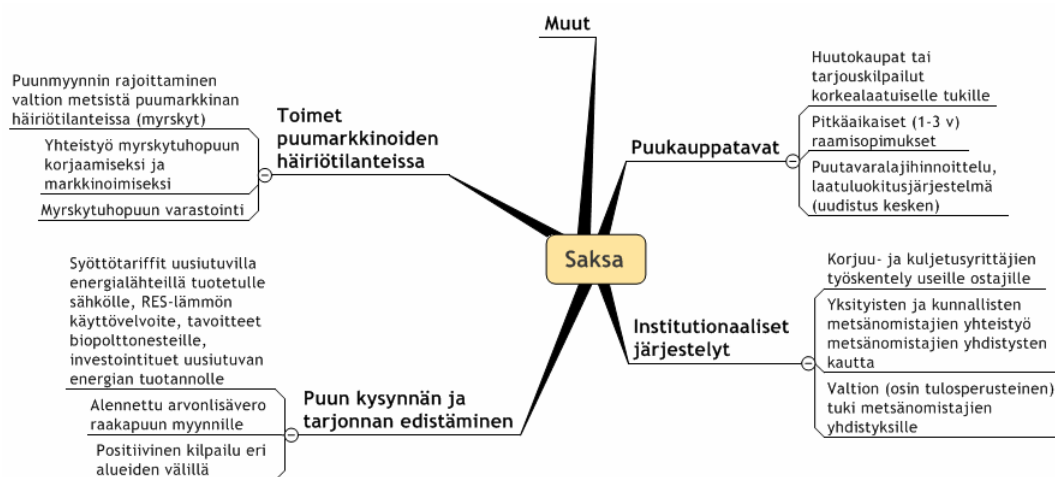 Muut
Puunmyynnin rajoittaminen
valtion metsistä puumarkkinan
häiriötilanteissa (myrskyt)
Yhteistyö myrskytuhopuun
korjaamiseksi ja
markkinoimiseksi
Myrskytuhopuun varastointi
Toimet
puumarkkinoiden
häiriötilanteissa
Huutokaupat tai
tarjouskilpailut
korkealaatuiselle tukille
Pitkäaikaiset (1-3 v)
raamisopimukset
Puutavaralajihinnoittelu,
laatuluokitusjärjestelmä
(uudistus kesken)
Puukauppatavat
Saksa
Syöttötariffit uusiutuvilla
energialähteillä tuotetulle
sähkölle, RES-lämmön
käyttövelvoite, tavoitteet
biopolttonesteille,
investointituet uusiutuvan
energian tuotannolle
Alennettu arvonlisävero
raakapuun myynnille
Positiivinen kilpailu eri
alueiden välillä
Puun kysynnän ja
tarjonnan edistäminen
Institutionaaliset
järjestelyt
Korjuu- ja kuljetusyrittäjien
työskentely useille ostajille
Yksityisten ja kunnallisten
metsänomistajien yhteistyö
metsänomistajien yhdistysten
kautta
Valtion (osin tulosperusteinen)
tuki metsänomistajien
yhdistyksille